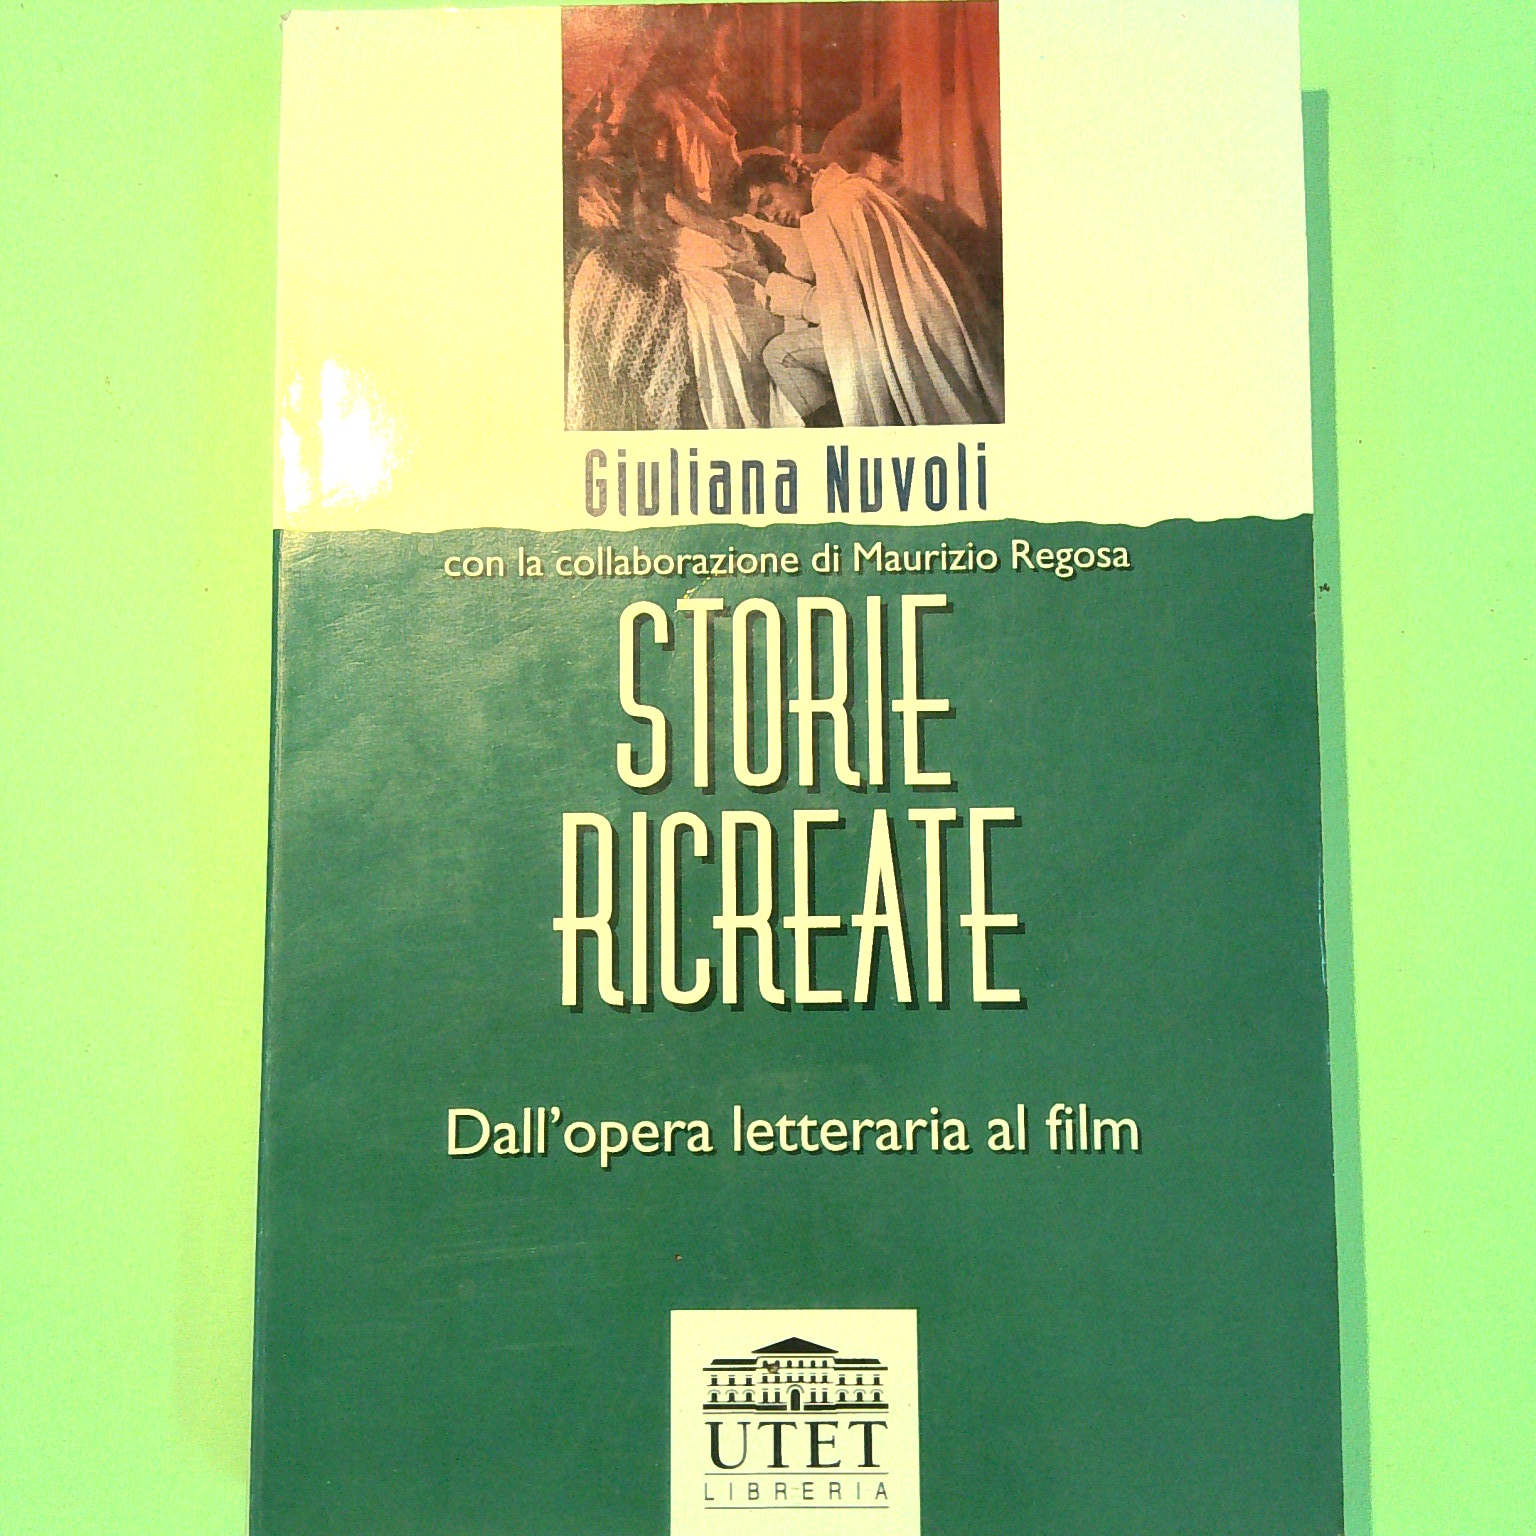 Giuliana Nuvoli
con la collaborazione di Maurizio Regosa
STORIE
RICREATE
Dall'opera letteraria al film
UTET
LIBRERIA